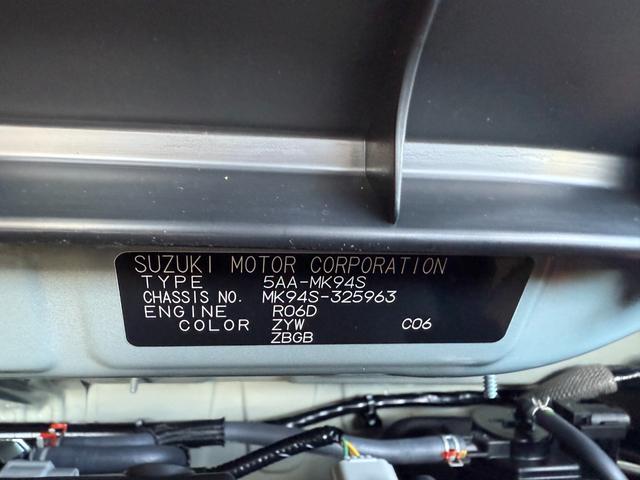 SUZUKI MOTOR CORPORATION
TYPE 5AA-MK94S
CHASSIS NO. MK94S-325963
ENGINE R06D
COLOR ZYW C06
ZBGB